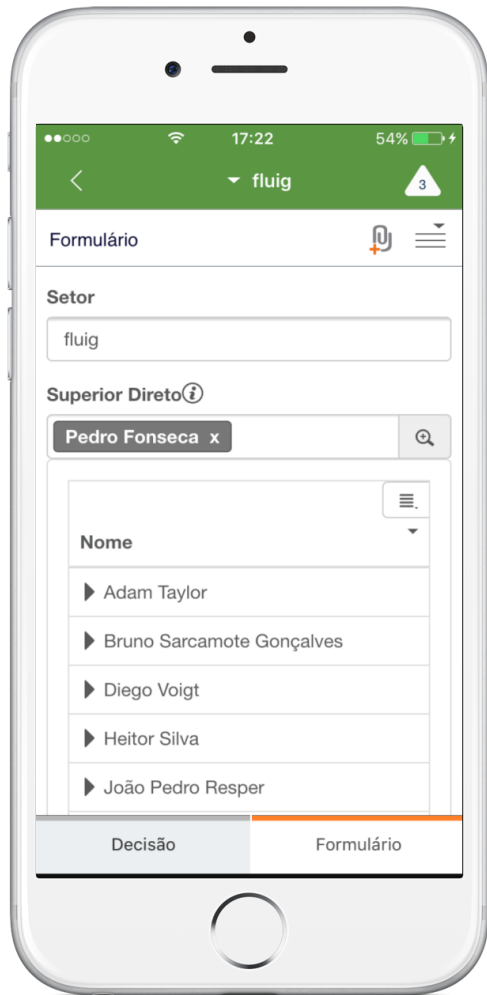 17:22
54%
fluig
3
Formulário
Setor
fluig
Superior Direto
Pedro Fonseca x
Nome
Adam Taylor
Bruno Sarcamote Gonçalves
Diego Voigt
Heitor Silva
João Pedro Resper
Decisão
Formulário